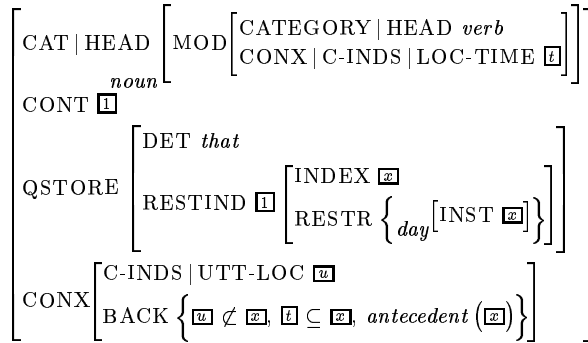 CAT | HEAD noun [MOD [CATEGORY | HEAD verb
CONX | C-INDS | LOC-TIME [t]]]
CONT [1]
QSTORE [DET that
RESTIND [1] [INDEX [x]
RESTR { day [INST [x]] }]]
CONX [C-INDS | UTT-LOC [u]
BACK { [u] ⊄ [x], [t] ⊆ [x], antecedent ([x]) }]